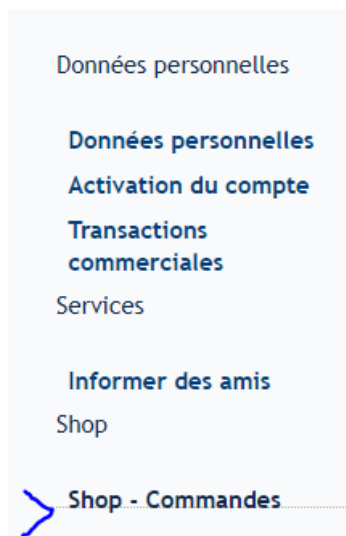 Données personnelles
Données personnelles
Activation du compte
Transactions
commerciales
Services
Informer des amis
Shop
Shop - Commandes